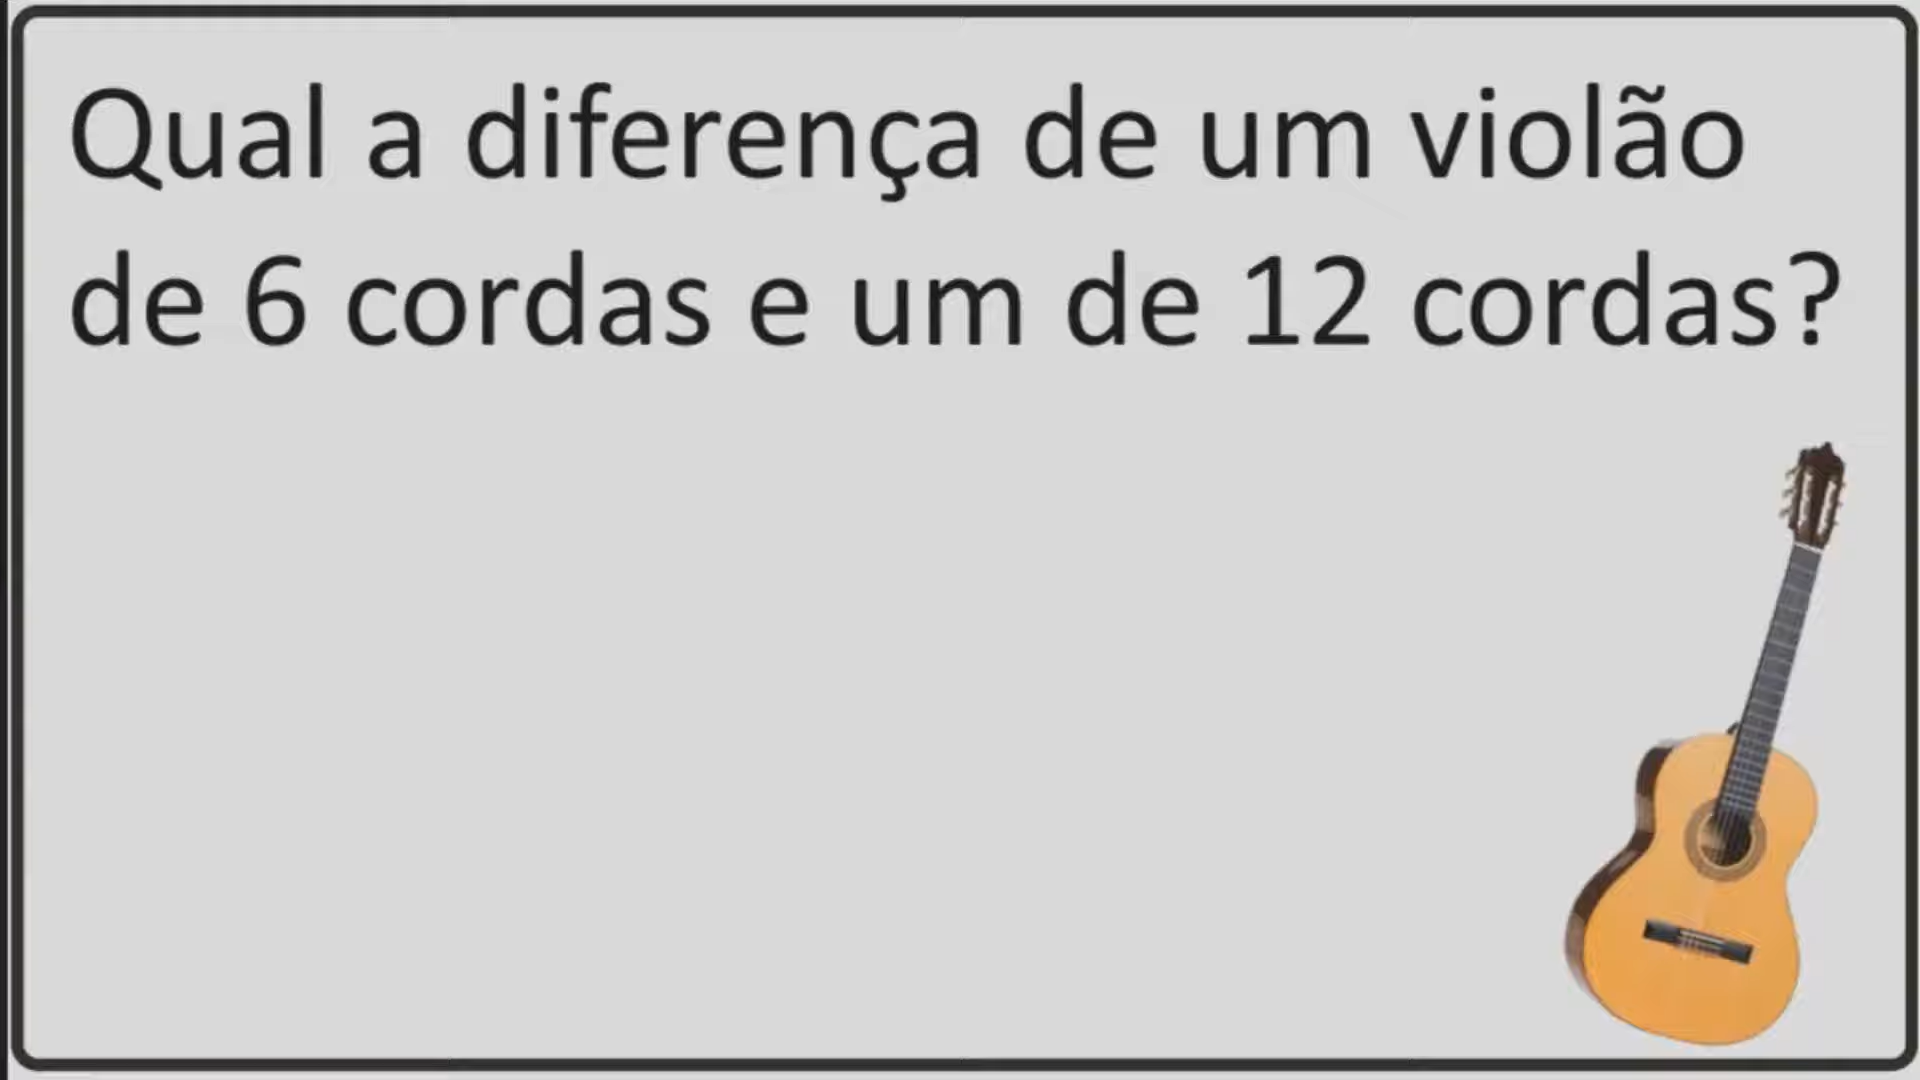 Qual a diferença de um violão
de 6 cordas e um de 12 cordas?